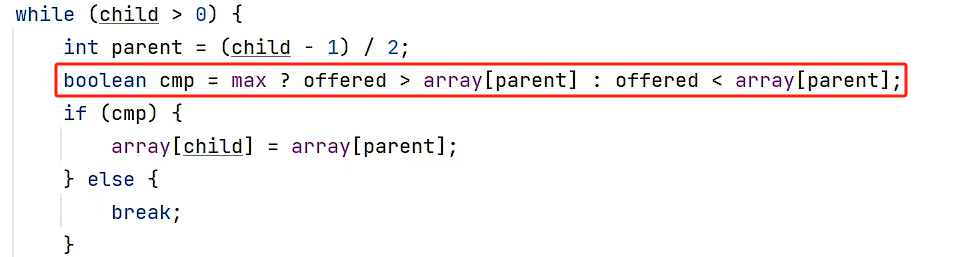 while (child > 0) {
    int parent = (child - 1) / 2;
    boolean cmp = max ? offered > array[parent] : offered < array[parent];
    if (cmp) {
        array[child] = array[parent];
    } else {
        break;
    }